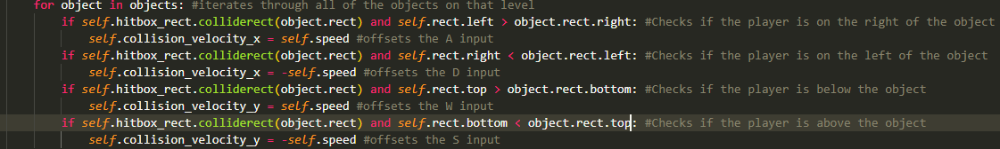 for object in objects: #iterates through all of the objects on that level
if self.hitbox_rect.colliderect(object.rect) and self.rect.left > object.rect.right: #Checks if the player is on the right of the object
self.collision_velocity_x = self.speed #offsets the A input
if self.hitbox_rect.colliderect(object.rect) and self.rect.right < object.rect.left: #Checks if the player is on the left of the object
self.collision_velocity_x = -self.speed #offsets the D input
if self.hitbox_rect.colliderect(object.rect) and self.rect.top > object.rect.bottom: #Checks if the player is below the object
self.collision_velocity_y = self.speed #offsets the W input
if self.hitbox_rect.colliderect(object.rect) and self.rect.bottom < object.rect.top: #Checks if the player is above the object
self.collision_velocity_y = -self.speed #offsets the S input